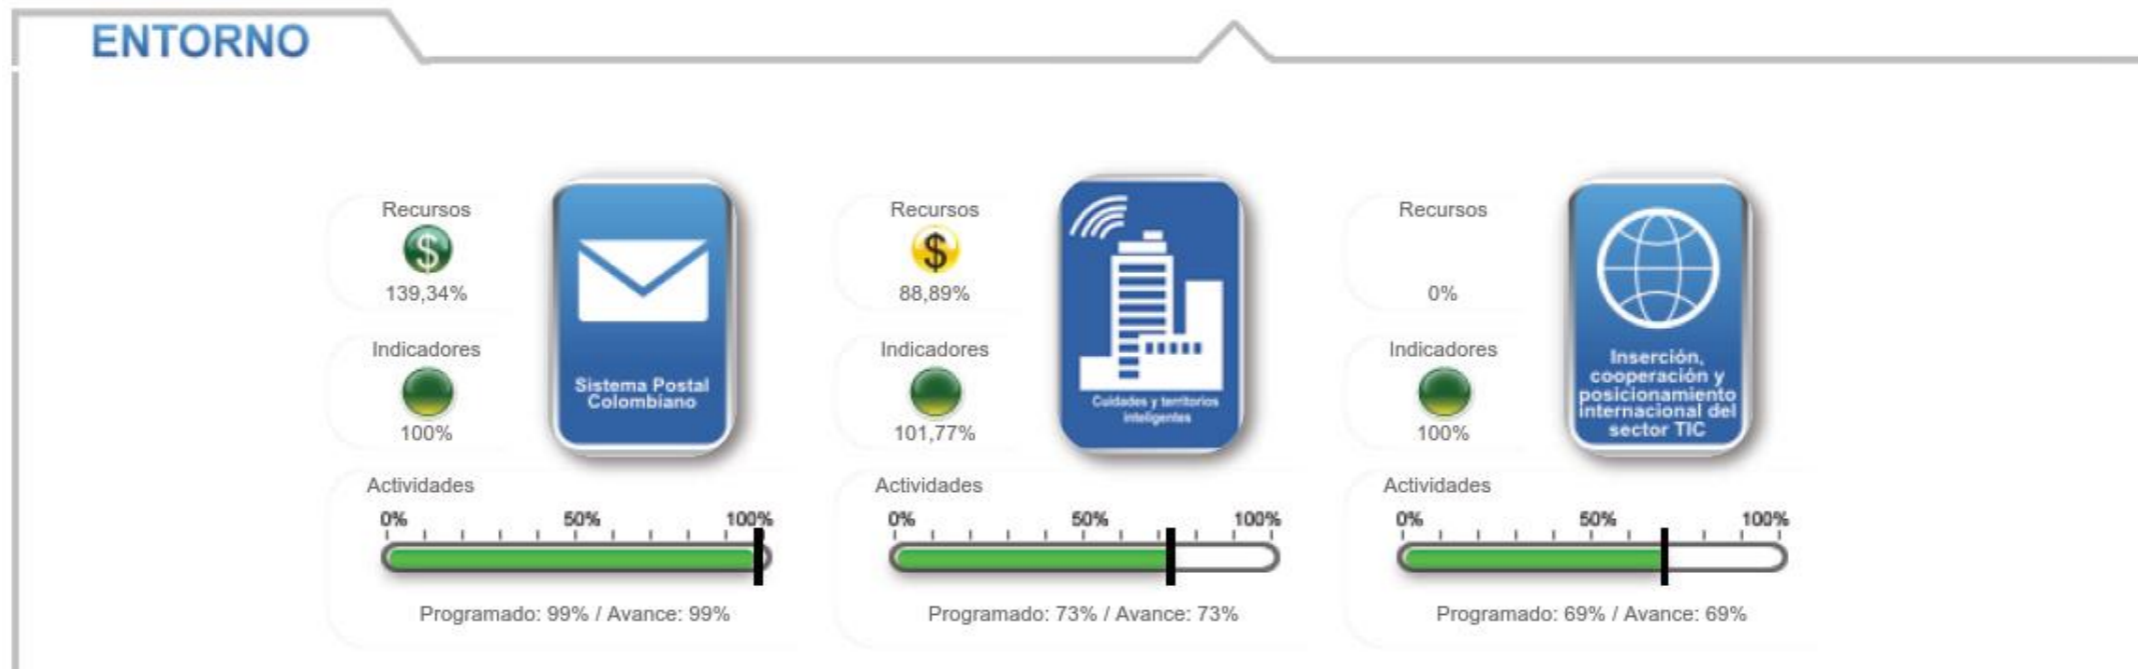 ENTORNO
Recursos
139,34%
Indicadores
100%
Sistema Postal
Colombiano
Actividades
0% 50% 100%
Programado: 99% / Avance: 99%
Recursos
88,89%
Indicadores
101,77%
Cuidades y territorios
inteligentes
Actividades
0% 50% 100%
Programado: 73% / Avance: 73%
Recursos
0%
Indicadores
100%
Inserción,
cooperación y
posicionamiento
internacional del
sector TIC
Actividades
0% 50% 100%
Programado: 69% / Avance: 69%